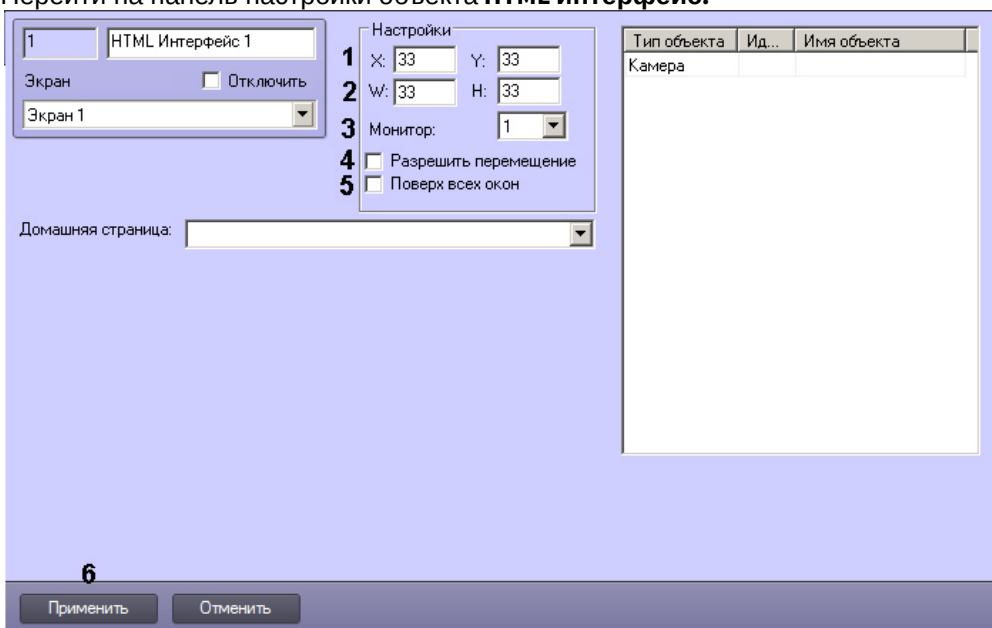 Перейти на панель настройки объекта HTML интерфейс.
1 HTML Интерфейс 1
Экран Отключить
Экран 1
Настройки
1 X: 33 Y: 33
2 W: 33 H: 33
3 Монитор: 1
4 Разрешить перемещение
5 Поверх всех окон
Тип объекта Ид... Имя объекта
Камера
Домашняя страница:
6
Применить Отменить